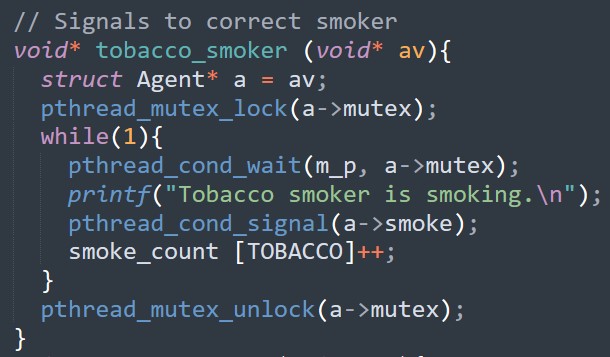 // Signals to correct smoker
void* tobacco_smoker (void* av){
struct Agent* a = av;
pthread_mutex_lock(a->mutex);
while(1){
pthread_cond_wait(m_p, a->mutex);
printf("Tobacco smoker is smoking.\n");
pthread_cond_signal(a->smoke);
smoke_count [TOBACCO]++;
}
pthread_mutex_unlock(a->mutex);
}